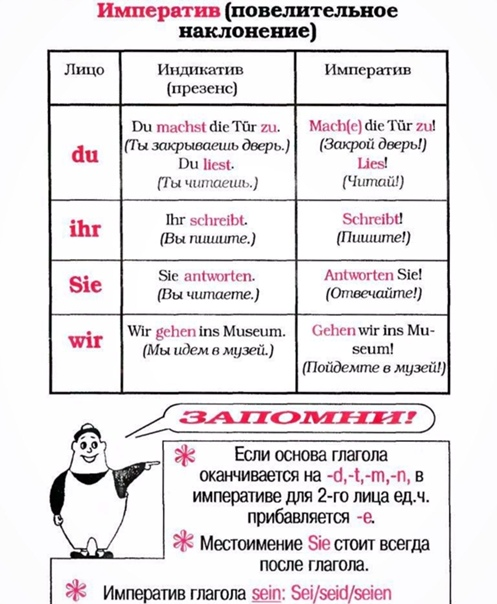 Императив (повелительное
наклонение)
Лицо
Индикатив
(презенс)
Императив
du
Du machst die Tür zu.
(Ты закрываешь дверь.)
Du liest.
(Ты читаешь.)
Mach(e) die Tür zu!
(Закрой дверь!)
Lies!
(Читай!)
ihr
Ihr schreibt.
(Вы пишите.)
Schreibt!
(Пишите!)
Sie
Sie antworten.
(Вы читаете.)
Antworten Sie!
(Отвечайте!)
wir
Wir gehen ins Museum.
(Мы идем в музей.)
Gehen wir ins Mu-
seum!
(Пойдемте в музей!)
ЗАПОМНИ!
Если основа глагола
оканчивается на -d,-t,-m,-n, в
императиве для 2-го лица ед.ч.
прибавляется -e.
Местоимение Sie стоит всегда
после глагола.
Императив глагола sein: Sei/seid/seien